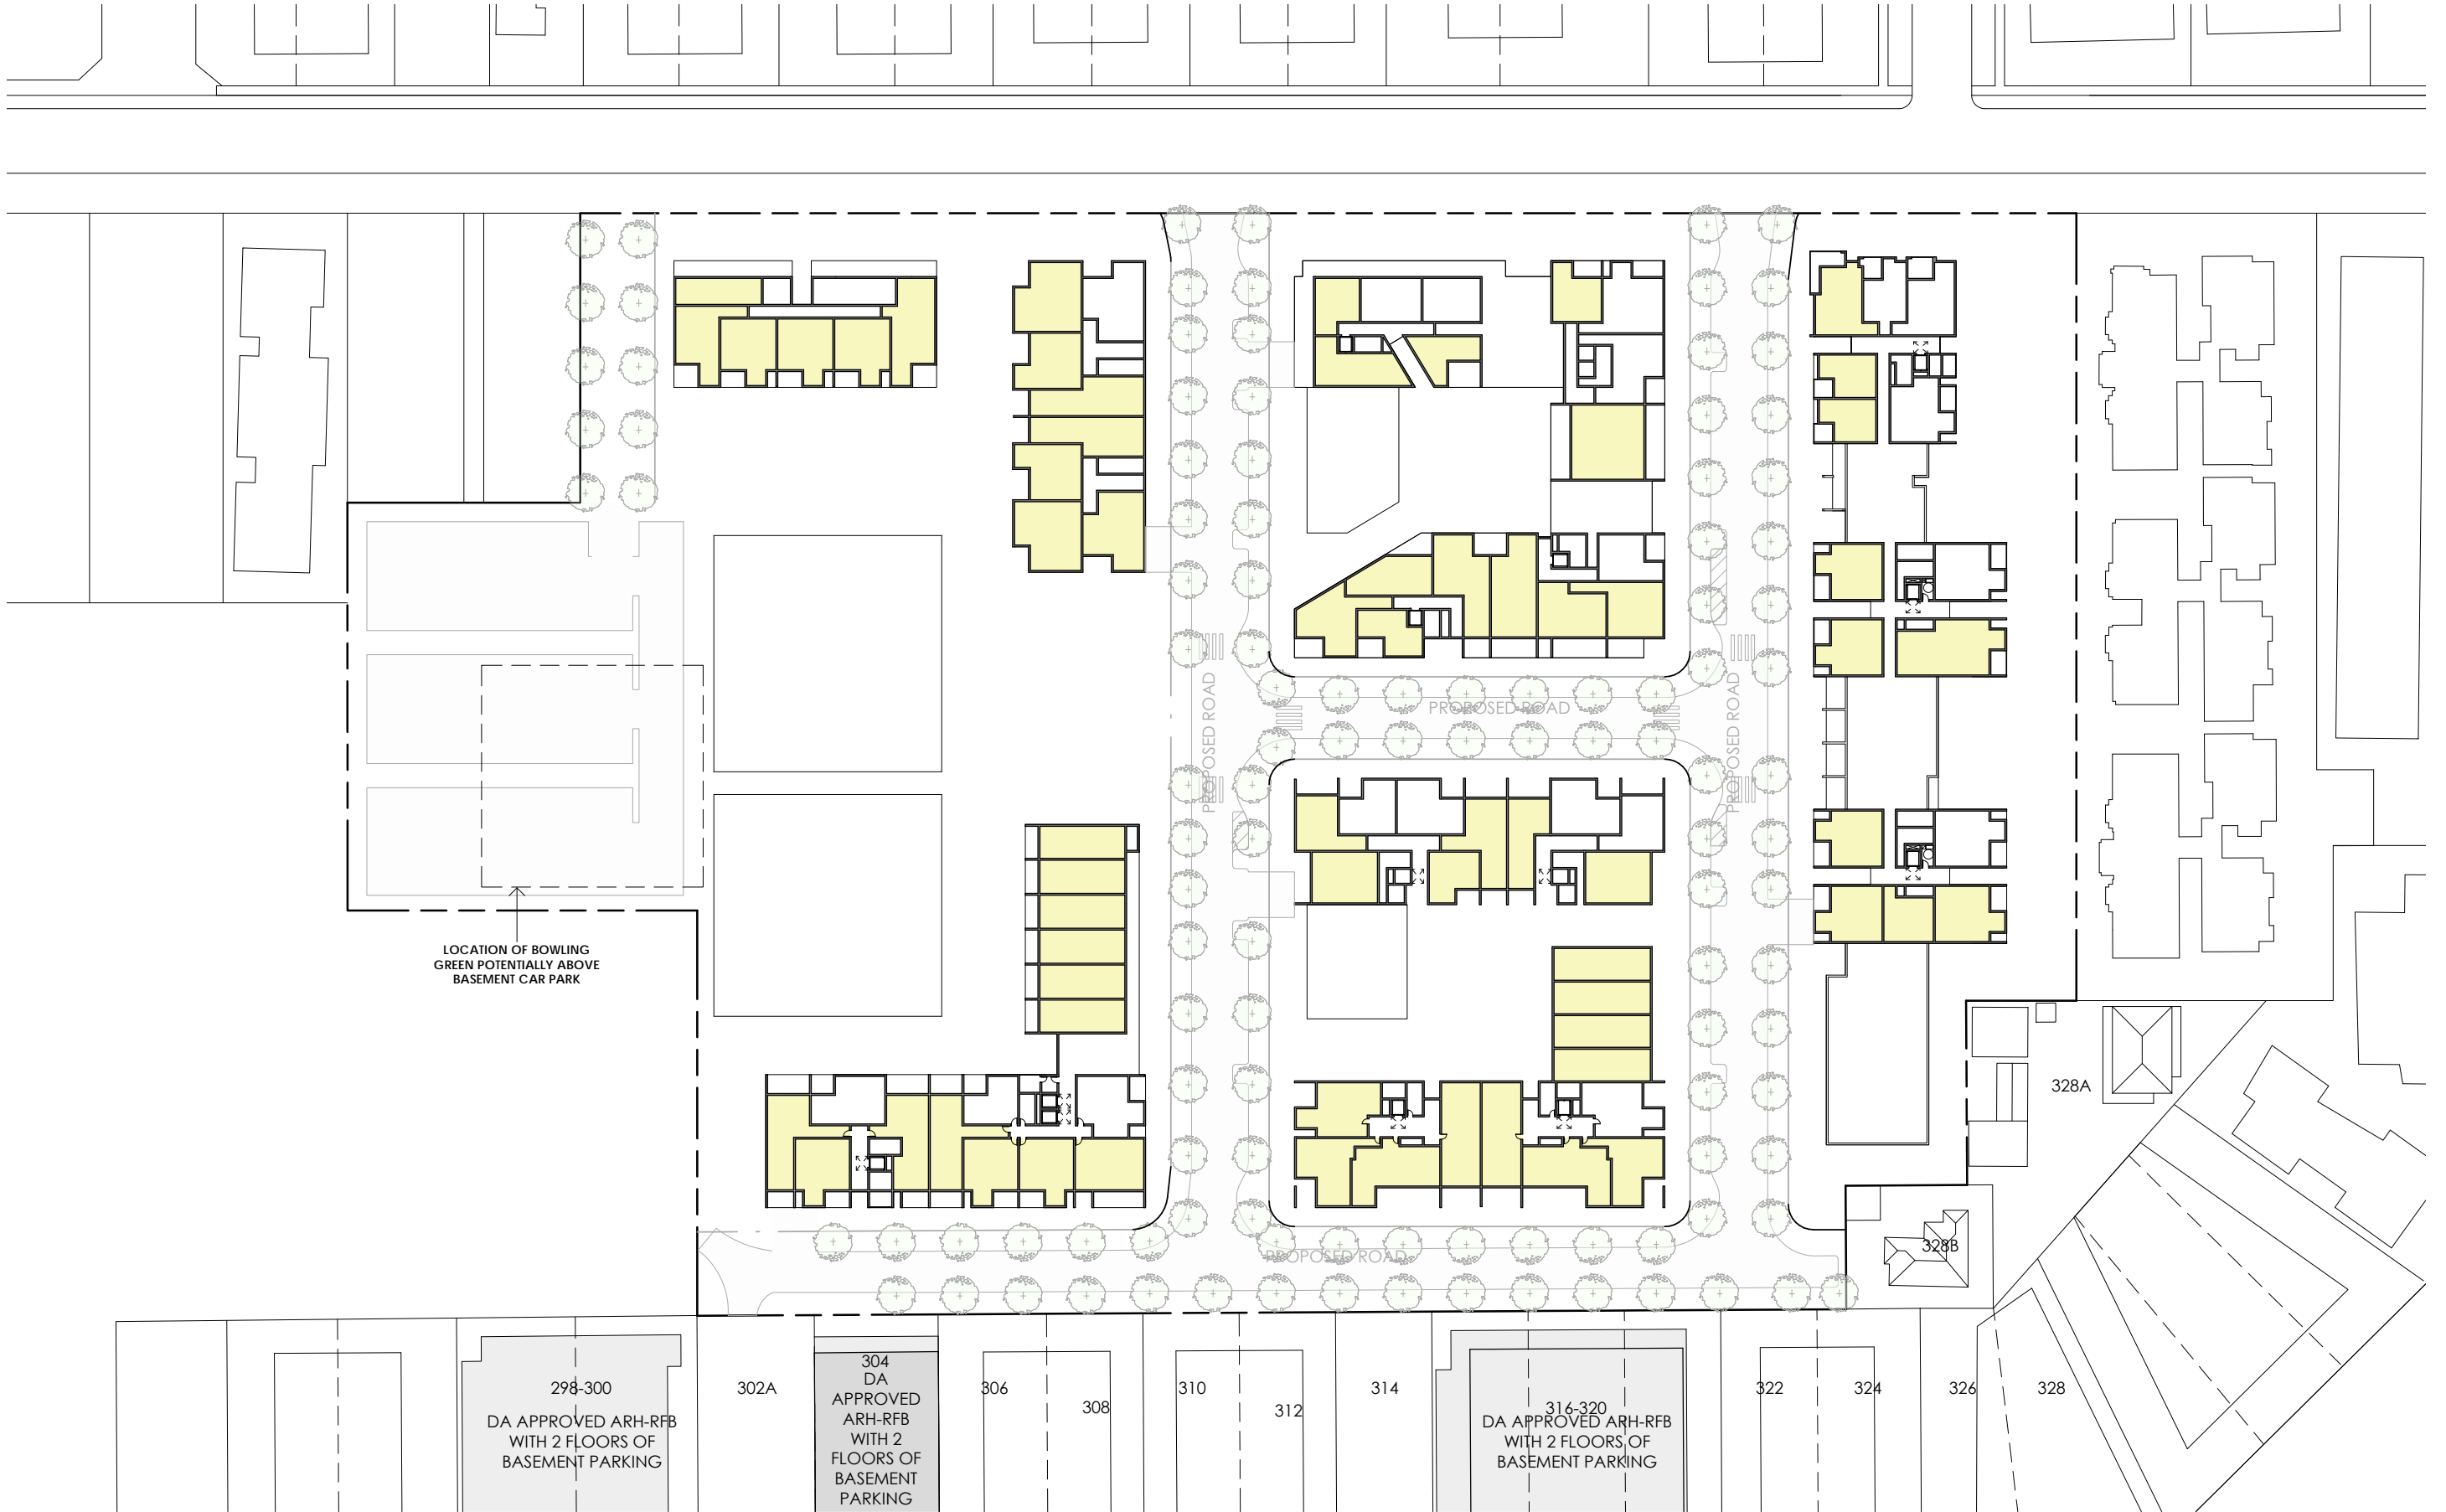 PROPOSED ROAD
PROPOSED ROAD
PROPOSED ROAD
LOCATION OF BOWLING
GREEN POTENTIALLY ABOVE
BASEMENT CAR PARK
328A
328B
PROPOSED ROAD
298-300
DA APPROVED ARH-RFB
WITH 2 FLOORS OF
BASEMENT PARKING
302A
304
DA
APPROVED
ARH-RFB
WITH 2
FLOORS OF
BASEMENT
PARKING
306
308
310
312
314
316-320
DA APPROVED ARH-RFB
WITH 2 FLOORS OF
BASEMENT PARKING
322
324
326
328